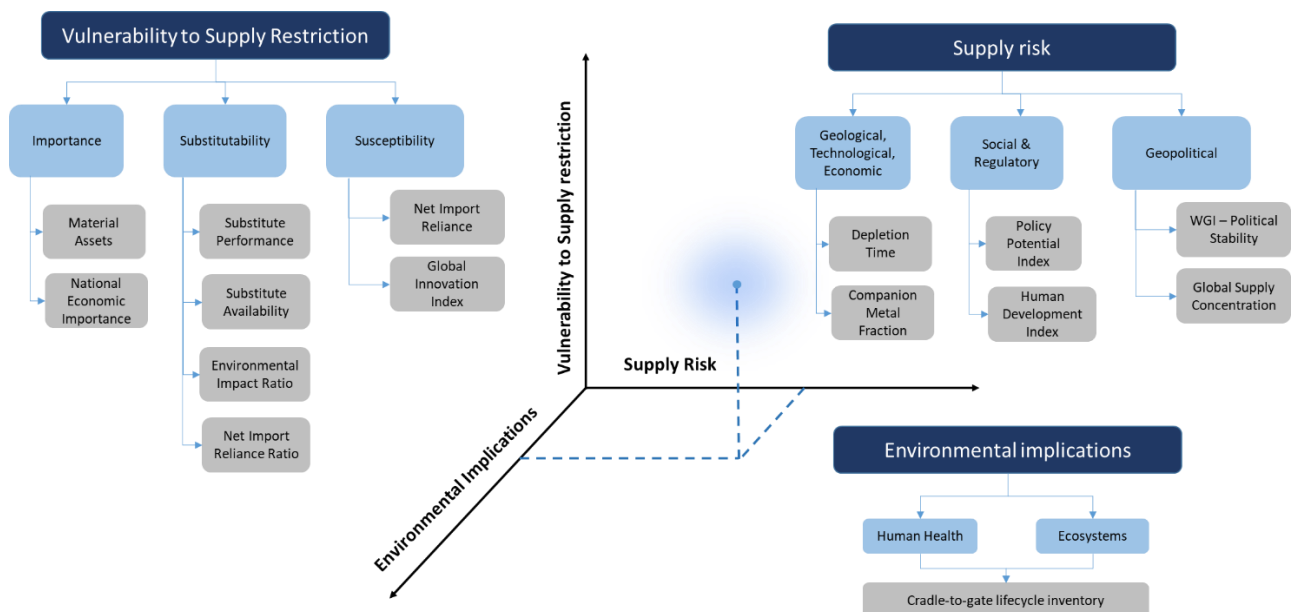 Vulnerability to Supply Restriction
Importance
Substitutability
Susceptibility
Material
Assets
National
Economic
Importance
Substitute
Performance
Substitute
Availability
Environmental
Impact Ratio
Net Import
Reliance Ratio
Net Import
Reliance
Global
Innovation
Index
Vulnerability to Supply restriction
Supply Risk
Environmental Implications
Supply risk
Geological,
Technological,
Economic
Social &
Regulatory
Geopolitical
Depletion
Time
Companion
Metal
Fraction
Policy
Potential
Index
Human
Development
Index
WGI – Political
Stability
Global Supply
Concentration
Environmental implications
Human Health
Ecosystems
Cradle-to-gate lifecycle inventory